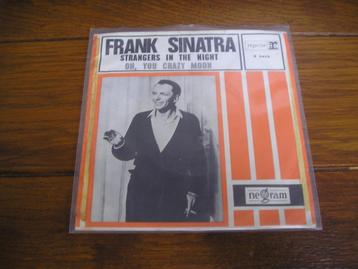 FRANK SINATRA
STRANGERS IN THE NIGHT
OH, YOU CRAZY MOON
reprise
negram